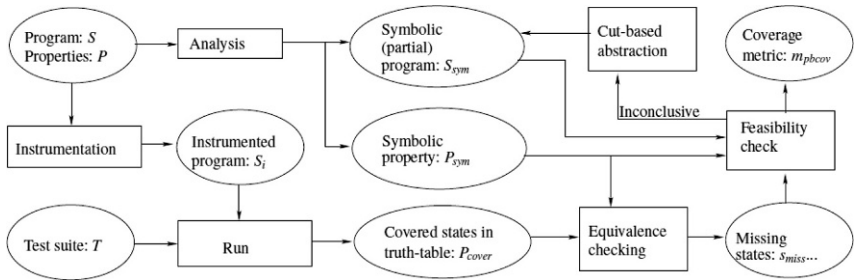 Program: S
Properties: P
Analysis
Symbolic
(partial)
program: S_sym
Cut-based
abstraction
Coverage
metric: m_pbcov
Inconclusive
Instrumentation
Instrumented
program: S_i
Symbolic
property: P_sym
Feasibility
check
Test suite: T
Run
Covered states in
truth-table: P_cover
Equivalence
checking
Missing
states: s_miss...